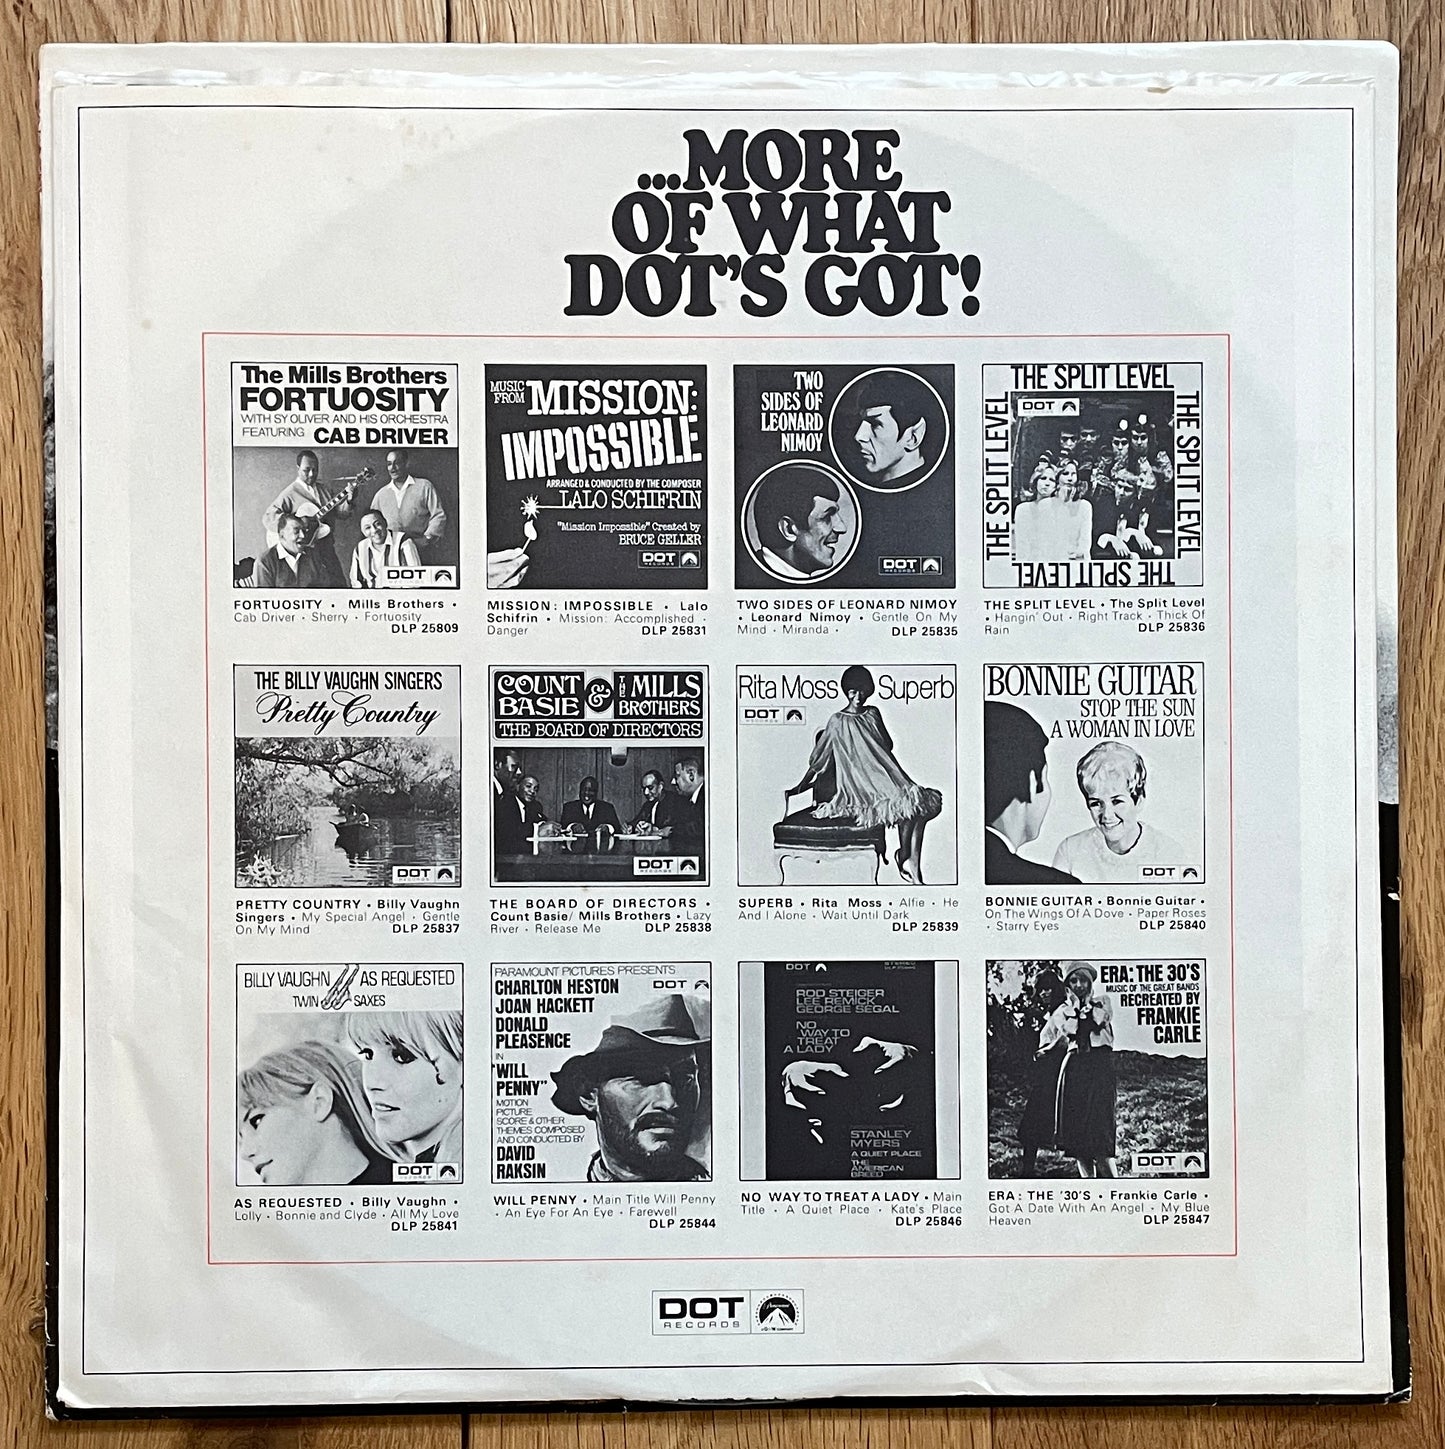 ...MORE
OF WHAT
DOT'S GOT!
The Mills Brothers
FORTUOSITY
WITH SY OLIVER AND HIS ORCHESTRA
FEATURING CAB DRIVER
DOT
RECORDS
FORTUOSITY • Mills Brothers •
Cab Driver • Sherry • Fortuosity
DLP 25809
MUSIC
FROM
MISSION:
IMPOSSIBLE
ARRANGED & CONDUCTED BY THE COMPOSER
LALO SCHIFRIN
"Mission Impossible" Created by
BRUCE GELLER
DOT
RECORDS
MISSION: IMPOSSIBLE • Lalo
Schifrin • Mission: Accomplished •
Danger DLP 25831
TWO
SIDES OF
LEONARD
NIMOY
DOT
RECORDS
TWO SIDES OF LEONARD NIMOY
• Leonard Nimoy • Gentle On My
Mind • Miranda • DLP 25835
THE SPLIT LEVEL
THE SPLIT LEVEL
THE SPLIT LEVEL
THE SPLIT LEVEL
DOT
THE SPLIT LEVEL • The Split Level
• Hangin' Out • Right Track • Thick Of
Rain DLP 25836
THE BILLY VAUGHN SINGERS
Pretty Country
DOT
RECORDS
PRETTY COUNTRY • Billy Vaughn
Singers • My Special Angel • Gentle
On My Mind DLP 25837
COUNT
BASIE
&
THE
MILLS
BROTHERS
THE BOARD OF DIRECTORS
DOT
RECORDS
THE BOARD OF DIRECTORS •
Count Basie/ Mills Brothers • Lazy
River • Release Me DLP 25838
Rita Moss Superb
DOT
RECORDS
SUPERB • Rita Moss • Alfie • He
And I Alone • Wait Until Dark
DLP 25839
BONNIE GUITAR
STOP THE SUN
A WOMAN IN LOVE
DOT
RECORDS
BONNIE GUITAR • Bonnie Guitar •
On The Wings Of A Dove • Paper Roses
• Starry Eyes DLP 25840
BILLY VAUGHN AS REQUESTED
TWIN SAXES
DOT
RECORDS
AS REQUESTED • Billy Vaughn •
Lolly • Bonnie and Clyde • All My Love
DLP 25841
PARAMOUNT PICTURES PRESENTS
CHARLTON HESTON
JOAN HACKETT
DONALD
PLEASENCE
IN
"WILL
PENNY"
MOTION
PICTURE
SCORE & OTHER
THEMES COMPOSED
AND CONDUCTED BY
DAVID
RAKSIN
DOT
WILL PENNY • Main Title Will Penny
• An Eye For An Eye • Farewell
DLP 25844
DOT
STEREO
DLP 25846
ROD STEIGER
LEE REMICK
GEORGE SEGAL
NO
WAY TO
TREAT
A LADY
STANLEY
MYERS
A QUIET PLACE
THE
AMERICAN
BREED
NO WAY TO TREAT A LADY • Main
Title • A Quiet Place • Kate's Place
DLP 25846
ERA: THE 30'S
MUSIC OF THE GREAT BANDS
RECREATED BY
FRANKIE
CARLE
DOT
RECORDS
ERA: THE '30'S • Frankie Carle •
Got A Date With An Angel • My Blue
Heaven DLP 25847
DOT
RECORDS
Paramount